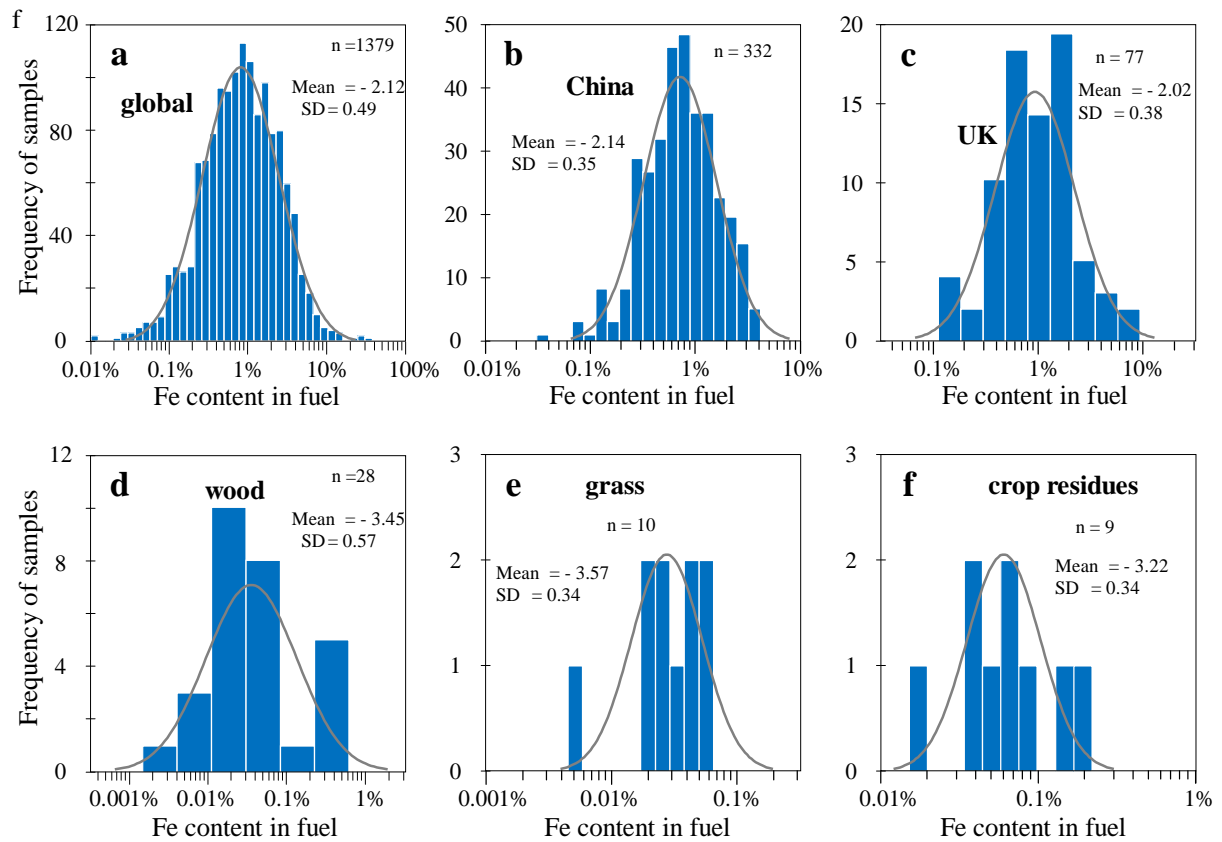 f
120
80
40
0
Frequency of samples
a
global
n =1379
Mean = - 2.12
SD = 0.49
0.01% 0.1% 1% 10% 100%
Fe content in fuel
50
40
30
20
10
0
b
China
n = 332
Mean = - 2.14
SD = 0.35
0.01% 0.1% 1% 10%
Fe content in fuel
20
15
10
5
0
c
UK
n = 77
Mean = - 2.02
SD = 0.38
0.1% 1% 10%
Fe content in fuel
12
8
4
0
Frequency of samples
d
wood
n =28
Mean = - 3.45
SD = 0.57
0.001% 0.01% 0.1% 1%
Fe content in fuel
3
2
1
0
e
grass
n = 10
Mean = - 3.57
SD = 0.34
0.001% 0.01% 0.1%
Fe content in fuel
3
2
1
0
f
crop residues
n = 9
Mean = - 3.22
SD = 0.34
0.01% 0.1% 1%
Fe content in fuel